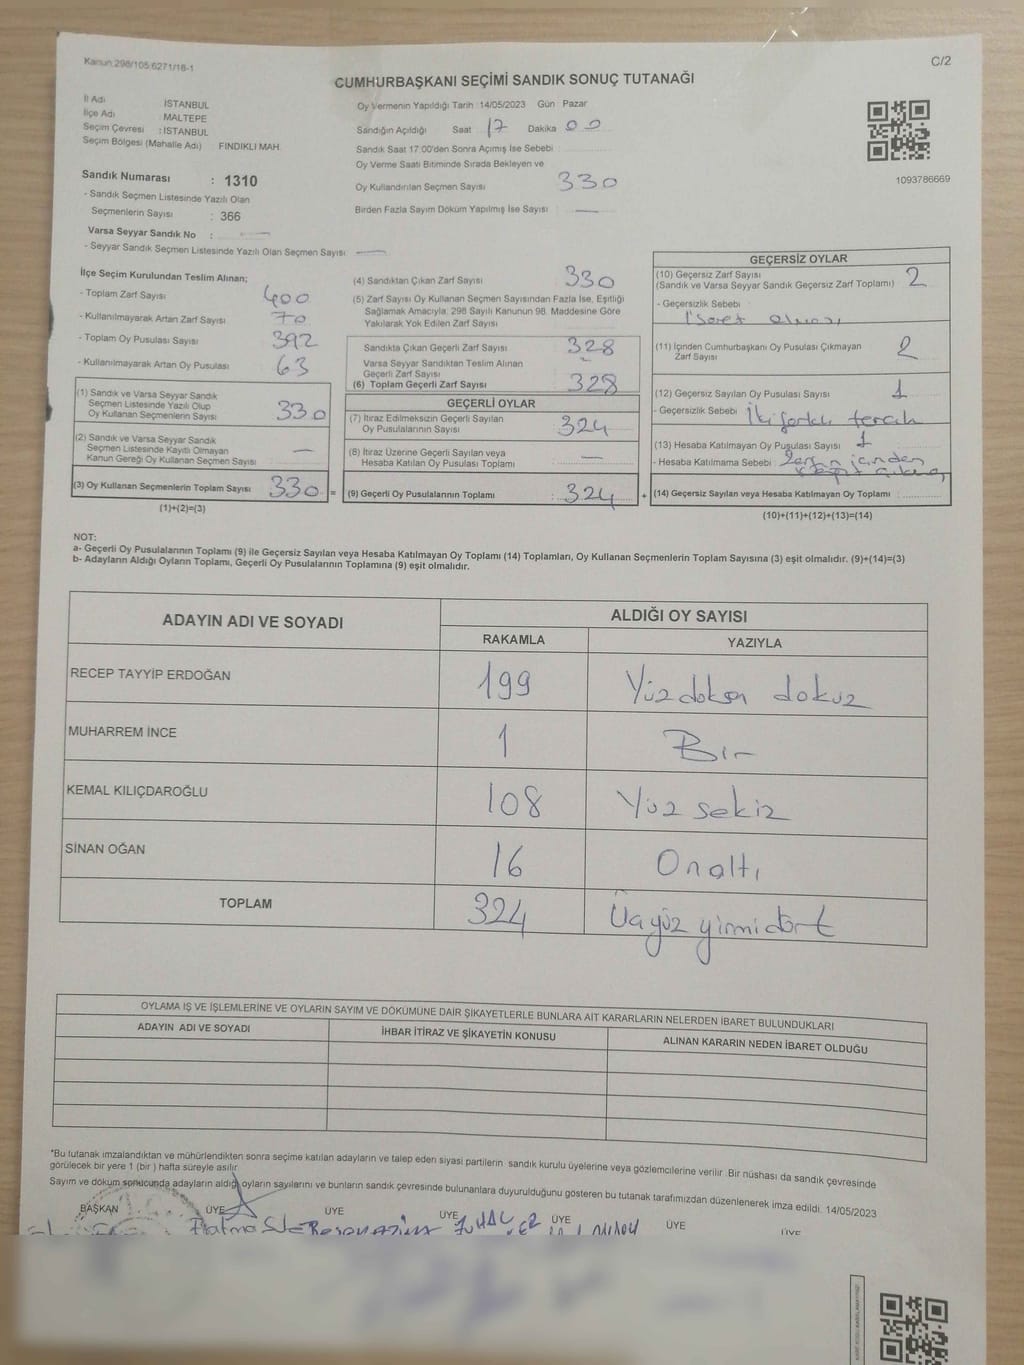 Kanun:298/105;6271/18-1
C/2
CUMHURBAŞKANI SEÇİMİ SANDIK SONUÇ TUTANAĞI
İl Adı İSTANBUL
İlçe Adı : MALTEPE
Seçim Çevresi : İSTANBUL
Seçim Bölgesi (Mahalle Adı) FINDIKLI MAH.
Sandık Numarası : 1310
- Sandık Seçmen Listesinde Yazılı Olan
Seçmenlerin Sayısı : 366
Varsa Seyyar Sandık No : —
- Seyyar Sandık Seçmen Listesinde Yazılı Olan Seçmen Sayısı —
Oy Vermenin Yapıldığı Tarih : 14/05/2023 Gün Pazar
Sandığın Açıldığı Saat 17 Dakika 00
Sandık Saat 17:00'den Sonra Açımış İse Sebebi
Oy Verme Saati Bitiminde Sırada Bekleyen ve
Oy Kullandırılan Seçmen Sayısı 330
Birden Fazla Sayım Döküm Yapılmış İse Sayısı —
1093786669
İlçe Seçim Kurulundan Teslim Alınan;
- Toplam Zarf Sayısı 400
- Kullanılmayarak Artan Zarf Sayısı 70
- Toplam Oy Pusulası Sayısı 392
- Kullanılmayarak Artan Oy Pusulası 63
(1) Sandık ve Varsa Seyyar Sandık
Seçmen Listesinde Yazılı Olup
Oy Kullanan Seçmenlerin Sayısı 330
(2) Sandık ve Varsa Seyyar Sandık
Seçmen Listesinde Kayıtlı Olmayan
Kanun Gereği Oy Kullanan Seçmen Sayısı —
(3) Oy Kullanan Seçmenlerin Toplam Sayısı 330 =
(1)+(2)=(3)
(4) Sandıktan Çıkan Zarf Sayısı 330
(5) Zarf Sayısı Oy Kullanan Seçmen Sayısından Fazla İse, Eşitliği
Sağlamak Amacıyla, 298 Sayılı Kanunun 98. Maddesine Göre
Yakılarak Yok Edilen Zarf Sayısı
Sandıkta Çıkan Geçerli Zarf Sayısı 328
Varsa Seyyar Sandıktan Teslim Alınan
Geçerli Zarf Sayısı
(6) Toplam Geçerli Zarf Sayısı 328
GEÇERLİ OYLAR
(7) İtiraz Edilmeksizin Geçerli Sayılan
Oy Pusulalarının Sayısı 324
(8) İtiraz Üzerine Geçerli Sayılan veya
Hesaba Katılan Oy Pusulası Toplamı —
(9) Geçerli Oy Pusulalarının Toplamı : 324 +
GEÇERSİZ OYLAR
(10) Geçersiz Zarf Sayısı 2
(Sandık ve Varsa Seyyar Sandık Geçersiz Zarf Toplamı)
- Geçersizlik Sebebi
İşaret olması
(11) İçinden Cumhurbaşkanı Oy Pusulası Çıkmayan
Zarf Sayısı 2
(12) Geçersiz Sayılan Oy Pusulası Sayısı 1
- Geçersizlik Sebebi İki farklı tercih
(13) Hesaba Katılmayan Oy Pusulası Sayısı 1
- Hesaba Katılmama Sebebi Zarfın içinden
(14) Geçersiz Sayılan veya Hesaba Katılmayan Oy Toplamı :
(10)+(11)+(12)+(13)=(14)
NOT:
a- Geçerli Oy Pusulalarının Toplamı (9) ile Geçersiz Sayılan veya Hesaba Katılmayan Oy Toplamı (14) Toplamları, Oy Kullanan Seçmenlerin Toplam Sayısına (3) eşit olmalıdır. (9)+(14)=(3)
b- Adayların Aldığı Oyların Toplamı, Geçerli Oy Pusulalarının Toplamına (9) eşit olmalıdır.
ADAYIN ADI VE SOYADI ALDIĞI OY SAYISI
RAKAMLA YAZIYLA
RECEP TAYYİP ERDOĞAN 199 Yüzdoksan dokuz
MUHARREM İNCE 1 Bir
KEMAL KILIÇDAROĞLU 108 Yüz sekiz
SİNAN OĞAN 16 Onaltı
TOPLAM 324 Üçyüz yirmidört
OYLAMA İŞ VE İŞLEMLERİNE VE OYLARIN SAYIM VE DÖKÜMÜNE DAİR ŞİKAYETLERLE BUNLARA AİT KARARLARIN NELERDEN İBARET BULUNDUKLARI
ADAYIN ADI VE SOYADI İHBAR İTİRAZ VE ŞİKAYETİN KONUSU ALINAN KARARIN NEDEN İBARET OLDUĞU
*Bu tutanak imzalandıktan ve mühürlendikten sonra seçime katılan adayların ve talep eden siyasi partilerin sandık kurulu üyelerine veya gözlemcilerine verilir. Bir nüshası da sandık çevresinde
görülecek bir yere 1 (bir) hafta süreyle asılır.
Sayım ve döküm sonucunda adayların aldığı oyların sayılarını ve bunların sandık çevresinde bulunanlara duyurulduğunu gösteren bu tutanak tarafımızdan düzenlenerek imza edildi. 14/05/2023
BAŞKAN ÜYE ÜYE ÜYE ÜYE ÜYE